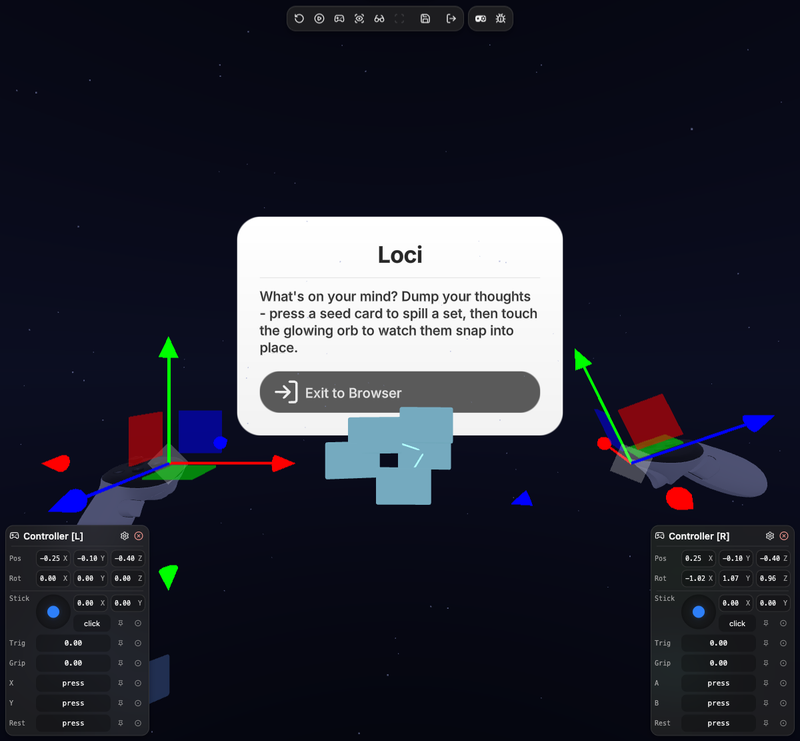 Loci
What's on your mind? Dump your thoughts
- press a seed card to spill a set, then touch
the glowing orb to watch them snap into
place.
Exit to Browser
Controller [L]
Pos -0.25 X -0.10 Y -0.40 Z
Rot 0.00 X 0.00 Y 0.00 Z
Stick 0.00 X 0.00 Y
click
Trig 0.00
Grip 0.00
X press
Y press
Rest press
Controller [R]
Pos 0.25 X -0.10 Y -0.40 Z
Rot -1.02 X 1.07 Y 0.96 Z
Stick 0.00 X 0.00 Y
click
Trig 0.00
Grip 0.00
A press
B press
Rest press